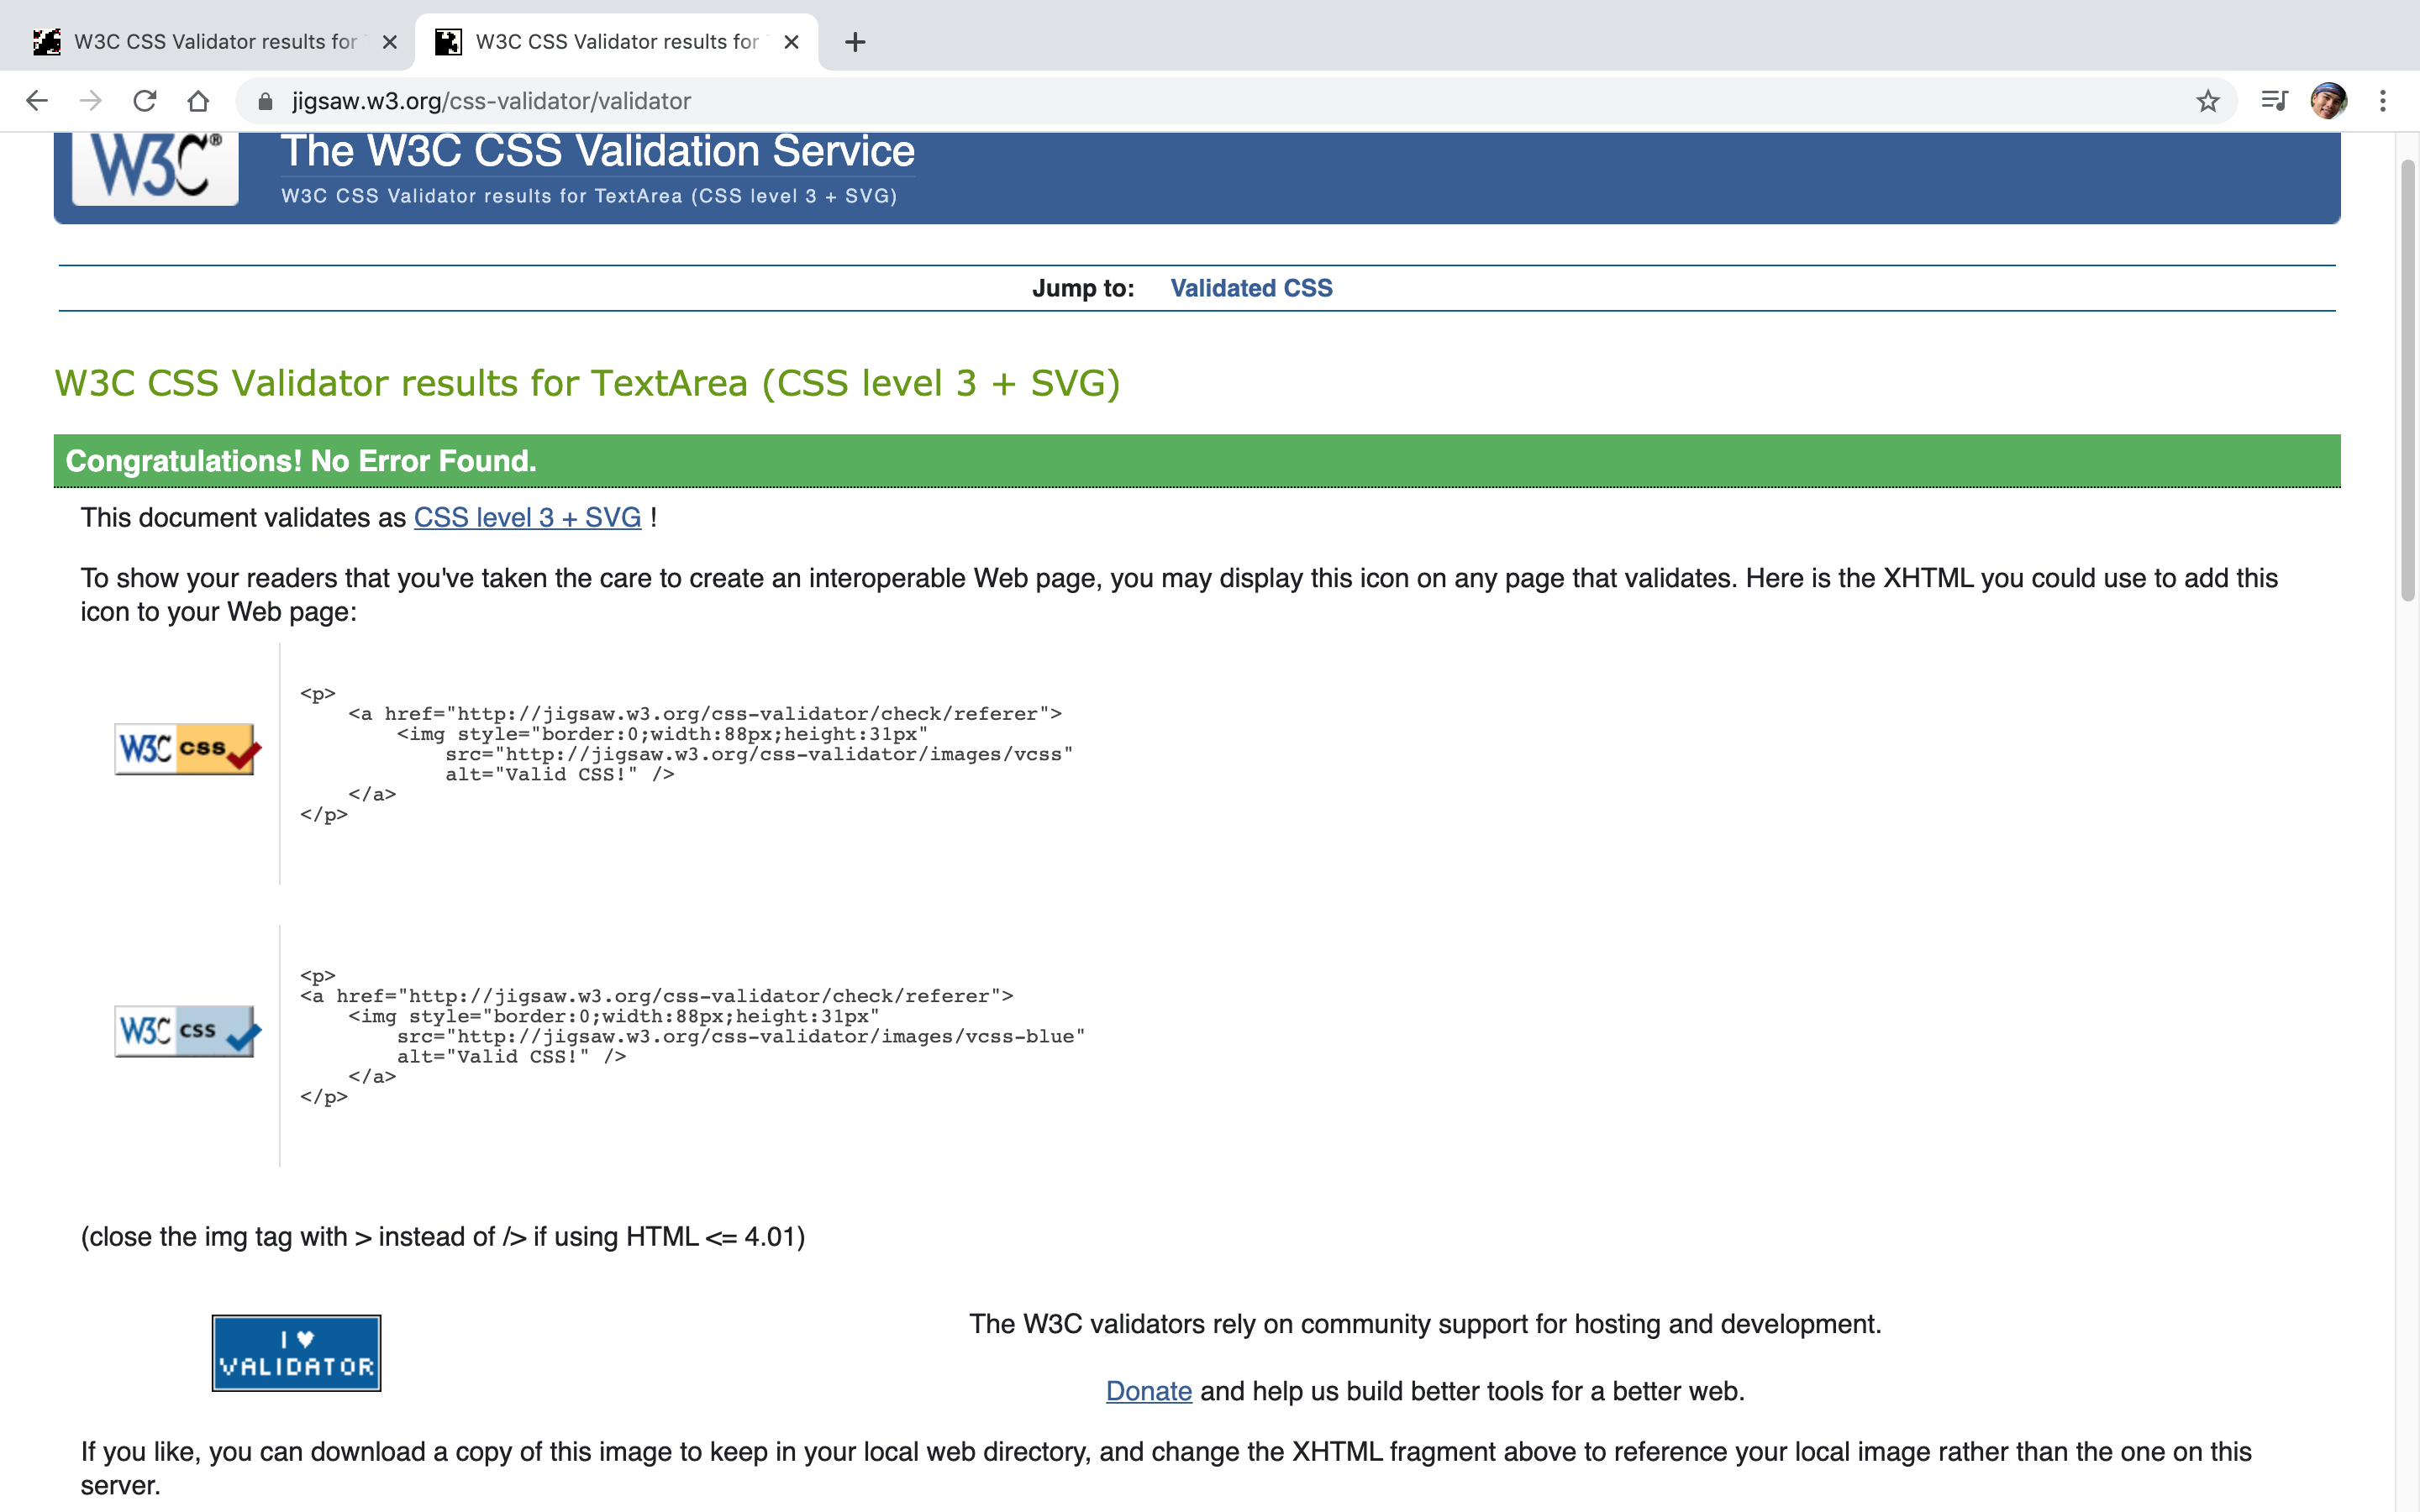 W3C CSS Validator results for
W3C CSS Validator results for
jigsaw.w3.org/css-validator/validator
W3C®
The W3C CSS Validation Service
W3C CSS Validator results for TextArea (CSS level 3 + SVG)
Jump to: Validated CSS
W3C CSS Validator results for TextArea (CSS level 3 + SVG)
Congratulations! No Error Found.
This document validates as CSS level 3 + SVG !
To show your readers that you've taken the care to create an interoperable Web page, you may display this icon on any page that validates. Here is the XHTML you could use to add this
icon to your Web page:
W3C css
<p>
<a href="http://jigsaw.w3.org/css-validator/check/referer">
<img style="border:0;width:88px;height:31px"
src="http://jigsaw.w3.org/css-validator/images/vcss"
alt="Valid CSS!" />
</a>
</p>
W3C css
<p>
<a href="http://jigsaw.w3.org/css-validator/check/referer">
<img style="border:0;width:88px;height:31px"
src="http://jigsaw.w3.org/css-validator/images/vcss-blue"
alt="Valid CSS!" />
</a>
</p>
(close the img tag with > instead of /> if using HTML <= 4.01)
I ♥
VALIDATOR
The W3C validators rely on community support for hosting and development.
Donate and help us build better tools for a better web.
If you like, you can download a copy of this image to keep in your local web directory, and change the XHTML fragment above to reference your local image rather than the one on this
server.